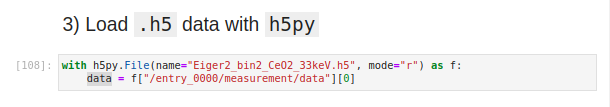 3) Load .h5 data with h5py
[108]: with h5py.File(name="Eiger2_bin2_CeO2_33keV.h5", mode="r") as f:
data = f["/entry_0000/measurement/data"][0]